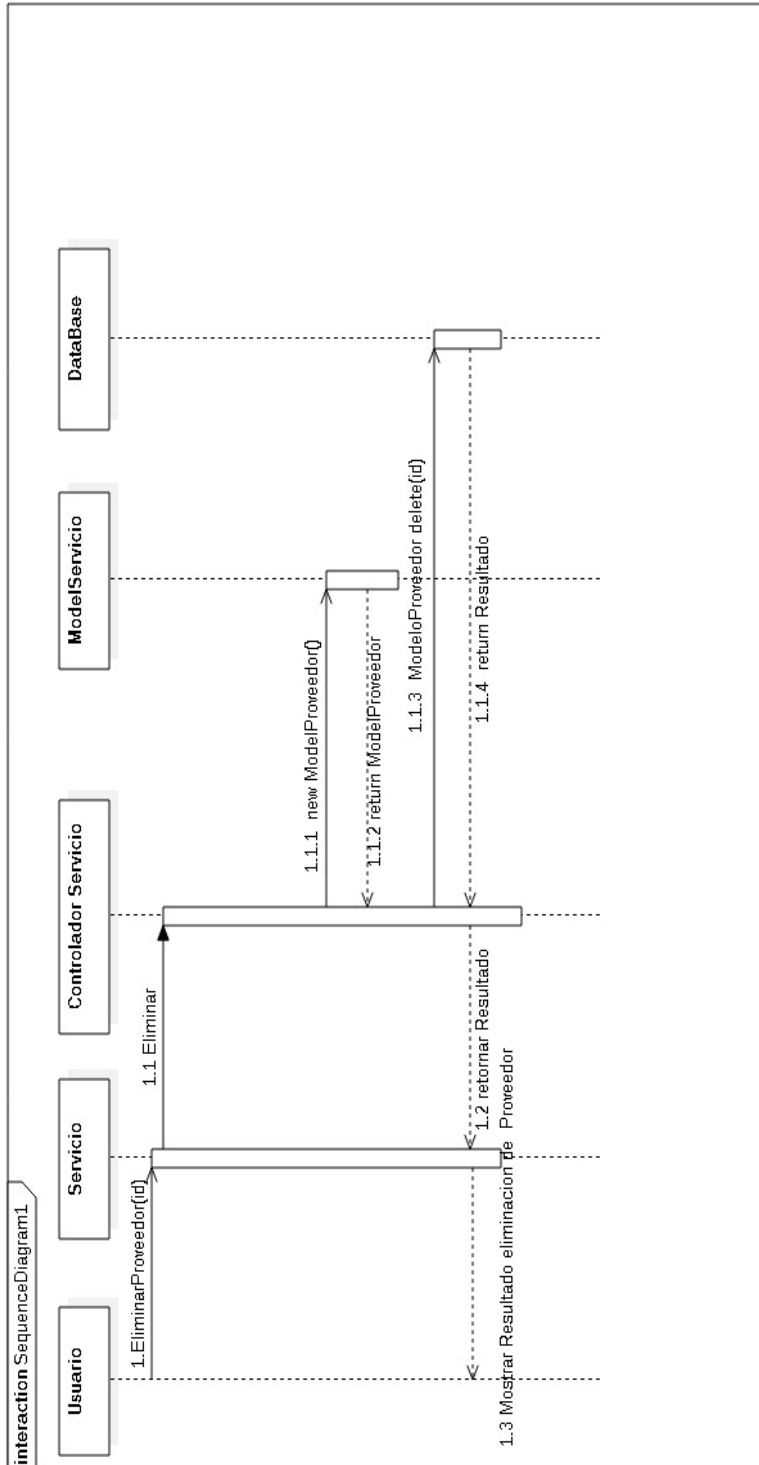 interaction SequenceDiagram1
Usuario
Servicio
Controlador Servicio
ModelServicio
DataBase
1.EliminarProveedor(id)
1.1 Eliminar
1.1.1 new ModelProveedor()
1.1.2 return ModelProveedor
1.1.3 ModeloProveedor delete(id)
1.1.4 return Resultado
1.2 retornar Resultado
1.3 Mostrar Resultado eliminacion de Proveedor